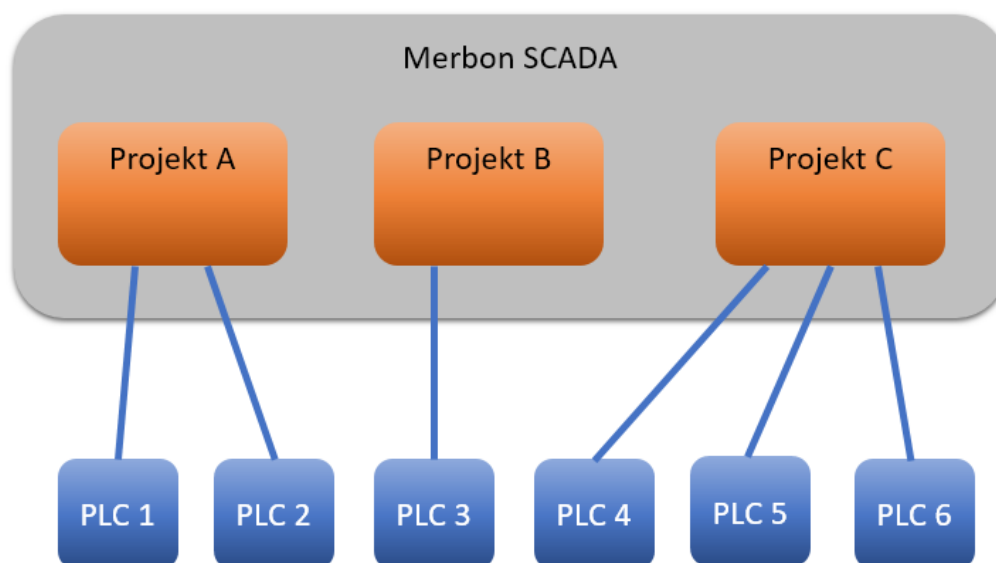 Merbon SCADA
Projekt A
Projekt B
Projekt C
PLC 1
PLC 2
PLC 3
PLC 4
PLC 5
PLC 6